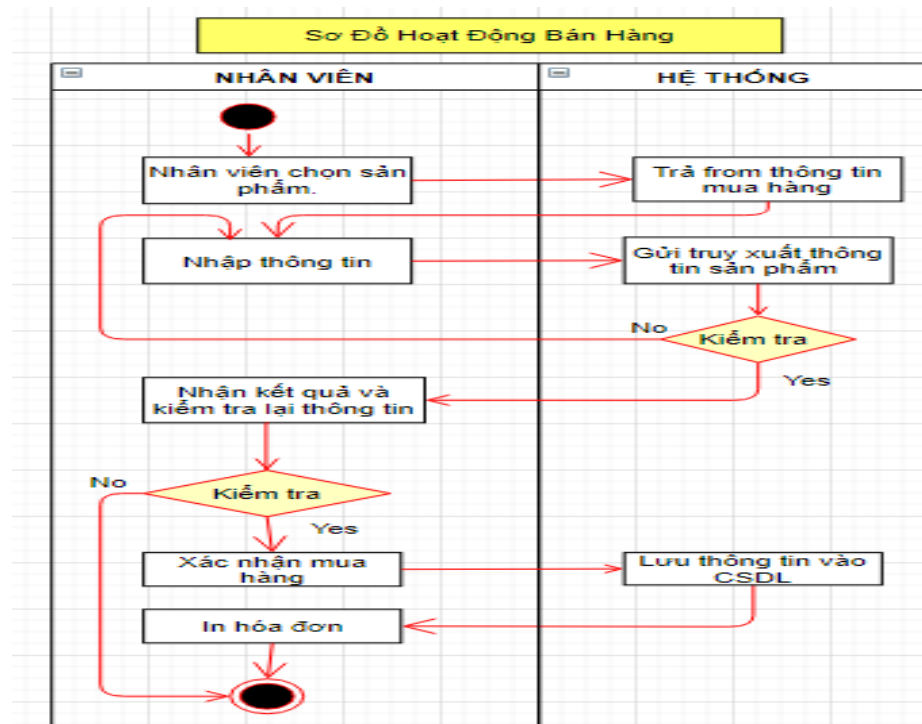 Sơ Đồ Hoạt Động Bán Hàng
NHÂN VIÊN
HỆ THỐNG
Nhân viên chọn sản
phẩm.
Trả from thông tin
mua hàng
Nhập thông tin
Gửi truy xuất thông
tin sản phẩm
No
Kiểm tra
Yes
Nhận kết quả và
kiểm tra lại thông tin
No
Kiểm tra
Yes
Xác nhận mua
hàng
Lưu thông tin vào
CSDL
In hóa đơn